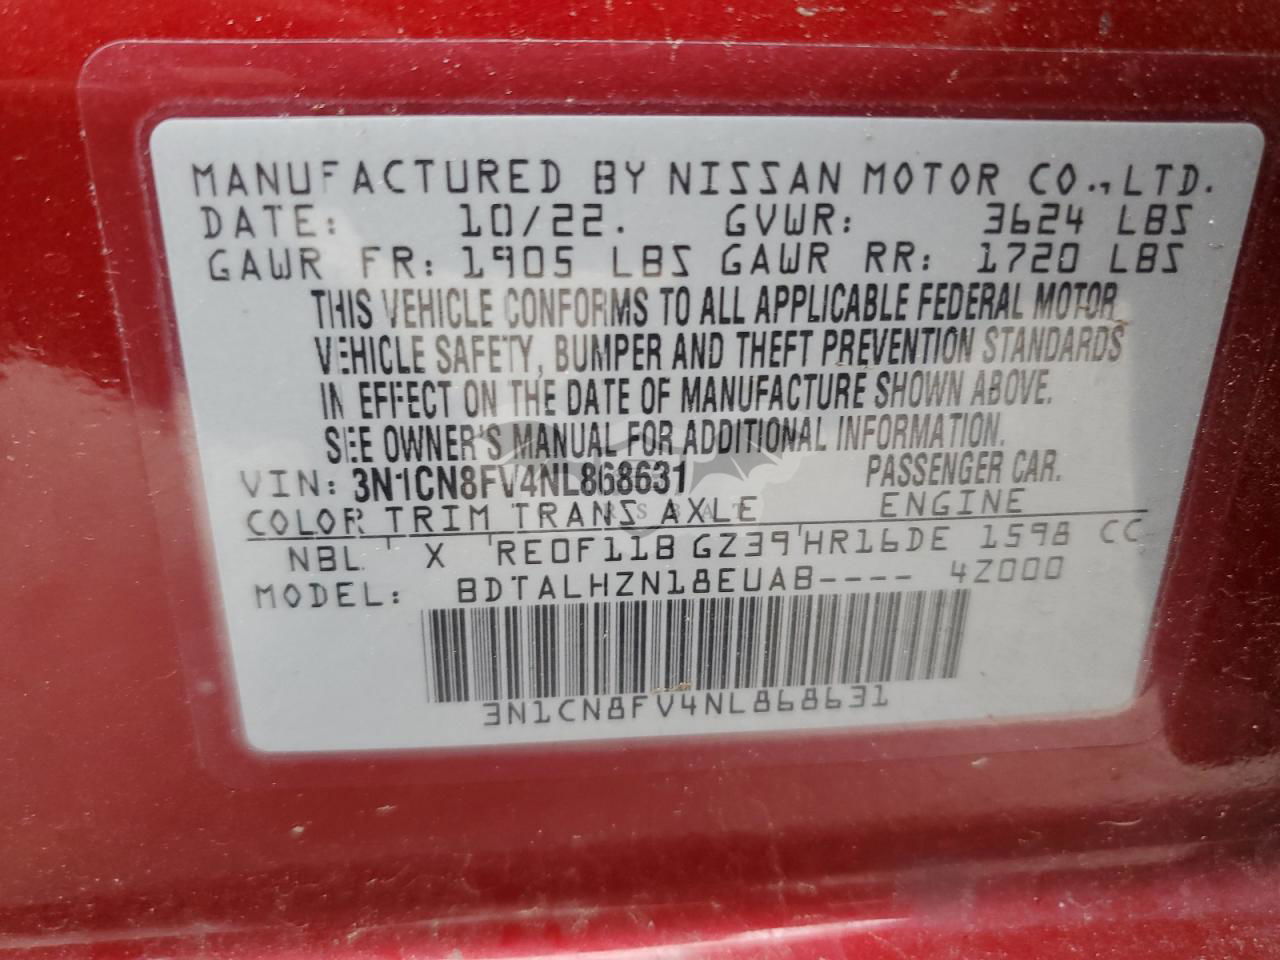 MANUFACTURED BY NISSAN MOTOR CO., LTD.
DATE: 10/22. GVWR: 3624 LBS
GAWR FR: 1905 LBS GAWR RR: 1720 LBS
THIS VEHICLE CONFORMS TO ALL APPLICABLE FEDERAL MOTOR
VEHICLE SAFETY, BUMPER AND THEFT PREVENTION STANDARDS
IN EFFECT ON THE DATE OF MANUFACTURE SHOWN ABOVE.
SEE OWNER'S MANUAL FOR ADDITIONAL INFORMATION.
VIN: 3N1CN8FV4NL868631 PASSENGER CAR.
COLOR TRIM TRANS AXLE ENGINE
NBL X RE0F11B GZ39 HR16DE 1598 CC
MODEL: BDTALHZN18EUAB---- 4Z000
3N1CN8FV4NL868631